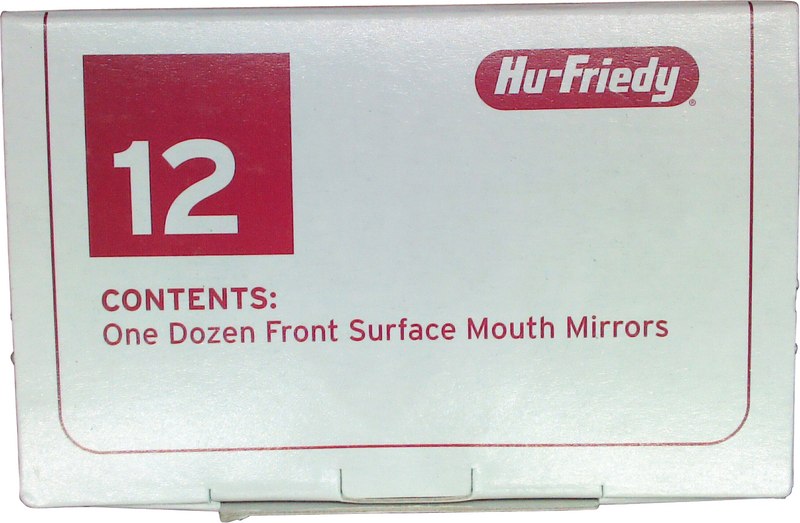 Hu-Friedy®
12
CONTENTS:
One Dozen Front Surface Mouth Mirrors